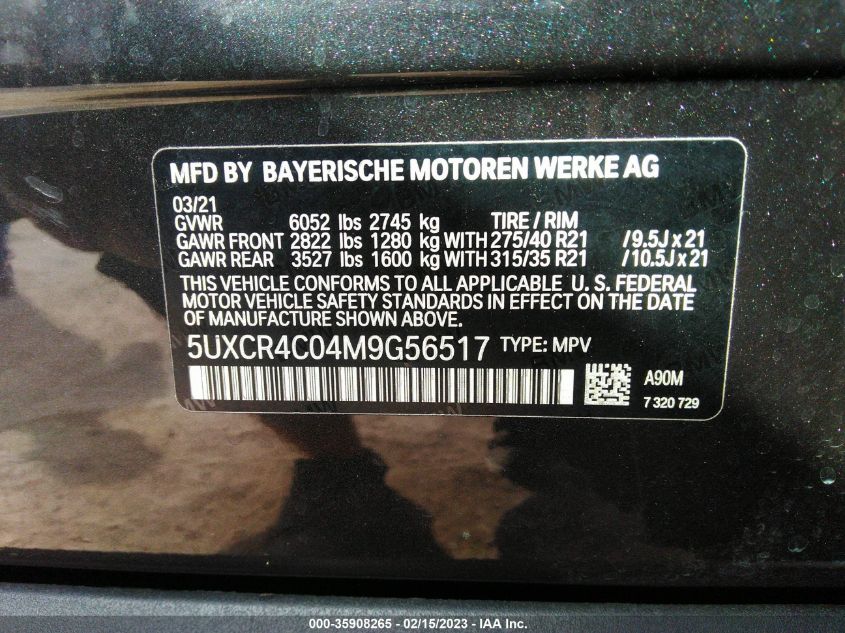 MFD BY BAYERISCHE MOTOREN WERKE AG
03/21
GVWR 6052 lbs 2745 kg TIRE / RIM
GAWR FRONT 2822 lbs 1280 kg WITH 275/40 R21 /9.5J x 21
GAWR REAR 3527 lbs 1600 kg WITH 315/35 R21 /10.5J x 21
THIS VEHICLE CONFORMS TO ALL APPLICABLE U. S. FEDERAL
MOTOR VEHICLE SAFETY STANDARDS IN EFFECT ON THE DATE
OF MANUFACTURE SHOWN ABOVE.
5UXCR4C04M9G56517 TYPE: MPV
A90M
7 320 729
000-35908265 - 02/15/2023 - IAA Inc.